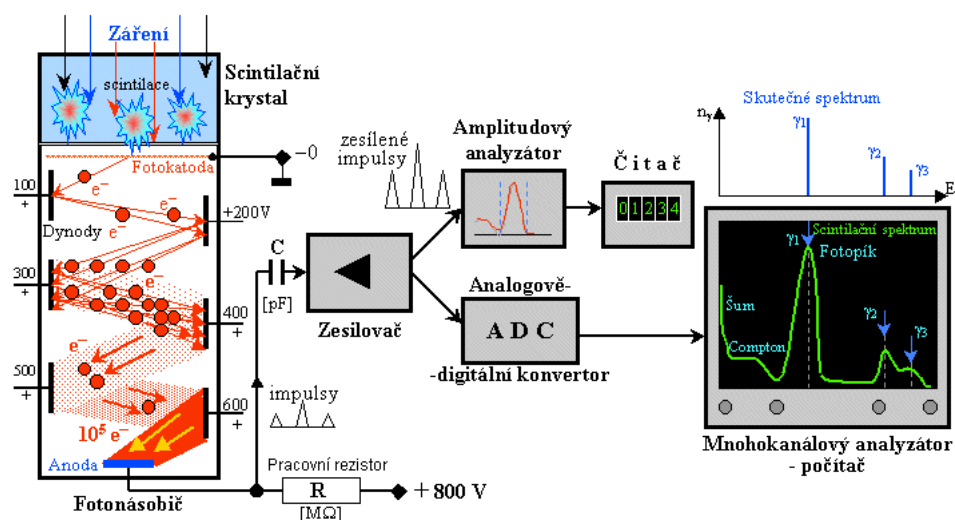 Záření
scintilace
Scintilační
krystal
Fotokatoda
−0
100
+
e−
e−
e−
+200V
Dynody
300
+
e−
400
+
e−
500
+
e−
600
+
10⁵ e−
Anoda
Fotonásobič
impulsy
Pracovní rezistor
R
[MΩ]
+ 800 V
C
[pF]
Zesilovač
zesílené
impulsy
Amplitudový
analyzátor
Čitač
01234
Analogově-
A D C
-digitální konvertor
Skutečné spektrum
nγ
γ1
γ2
γ3
E
Scintilační spektrum
γ1
Fotopík
Šum
γ2
γ3
Compton
Mnohokanálový analyzátor
- počítač